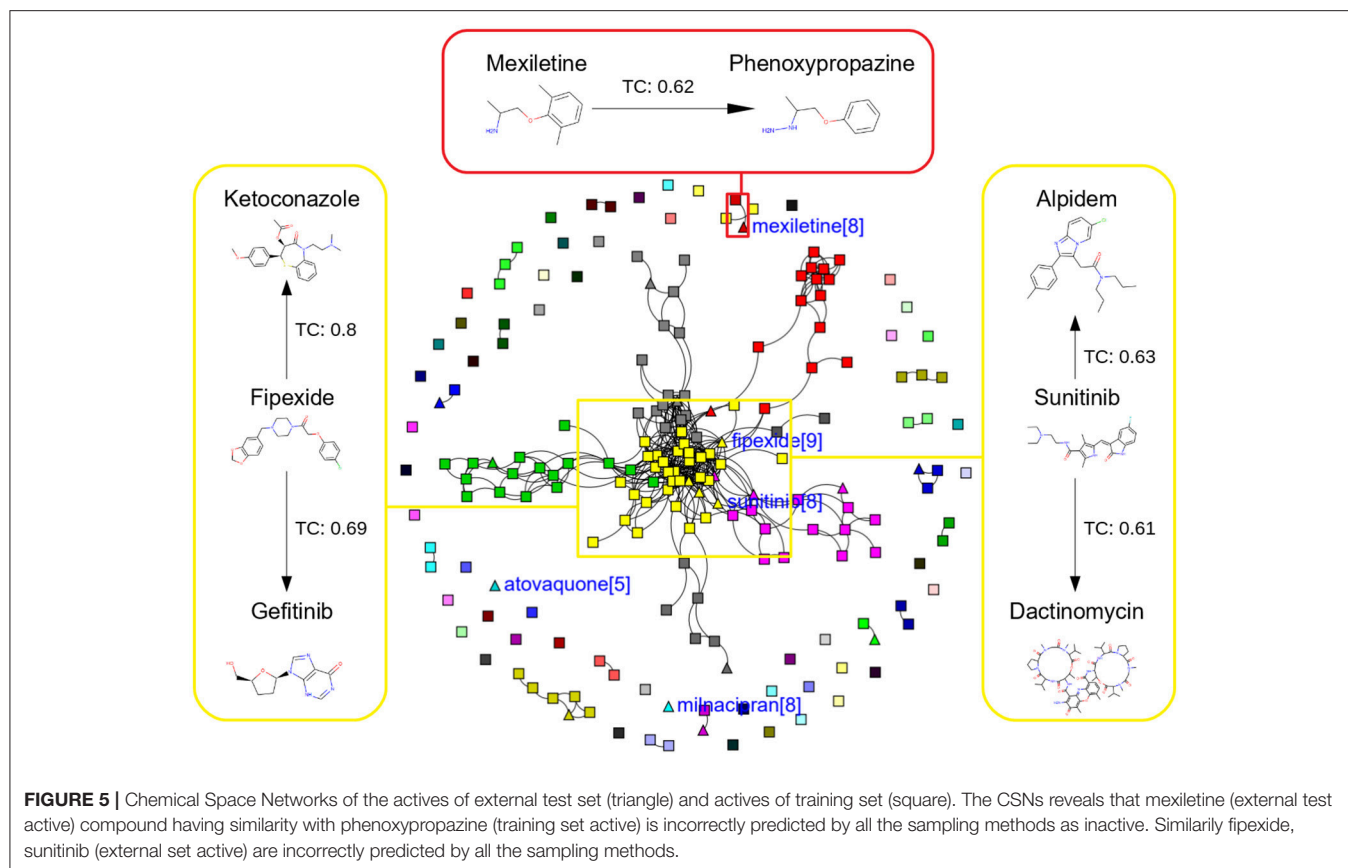 Mexiletine
Phenoxypropazine
TC: 0.62
H2N
O
H2N
NH
O
Ketoconazole
TC: 0.8
Fipexide
TC: 0.69
Gefitinib
HO
mexiletine[8]
fipexide[9]
sunitinib[8]
atovaquone[5]
milnacipran[8]
Alpidem
TC: 0.63
Sunitinib
TC: 0.61
Dactinomycin
FIGURE 5 | Chemical Space Networks of the actives of external test set (triangle) and actives of training set (square). The CSNs reveals that mexiletine (external test
active) compound having similarity with phenoxypropazine (training set active) is incorrectly predicted by all the sampling methods as inactive. Similarily fipexide,
sunitinib (external set active) are incorrectly predicted by all the sampling methods.